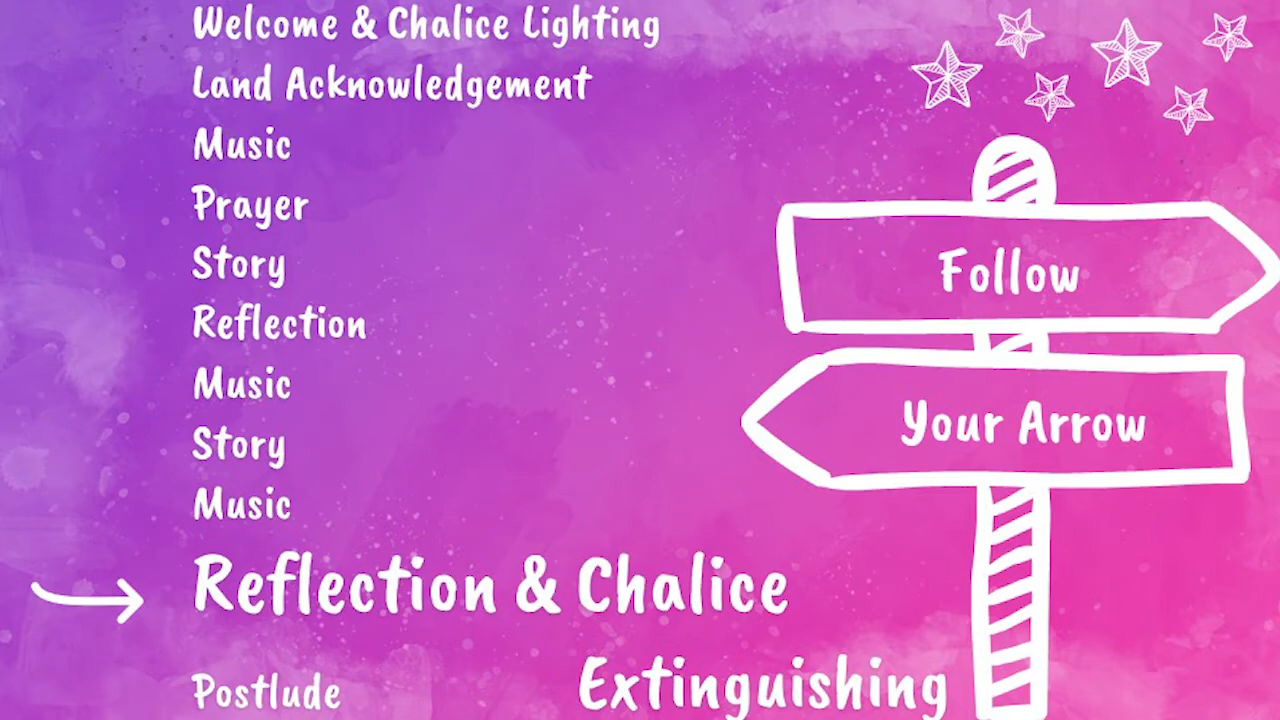 Welcome & Chalice Lighting
Land Acknowledgement
Music
Prayer
Story
Reflection
Music
Story
Music
Reflection & Chalice
Extinguishing
Postlude
Follow
Your Arrow